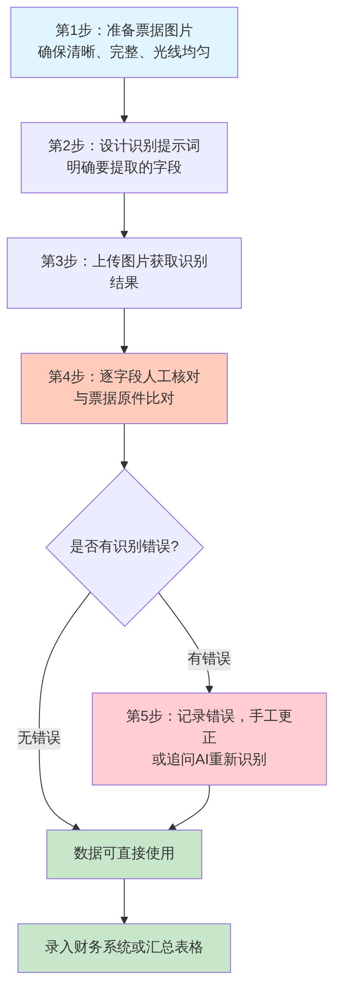 第1步：准备票据图片
确保清晰、完整、光线均匀
第2步：设计识别提示词
明确要提取的字段
第3步：上传图片获取识别
结果
第4步：逐字段人工核对
与票据原件比对
是否有识别错误?
有错误
第5步：记录错误，手工更
正
或追问AI重新识别
无错误
数据可直接使用
录入财务系统或汇总表格